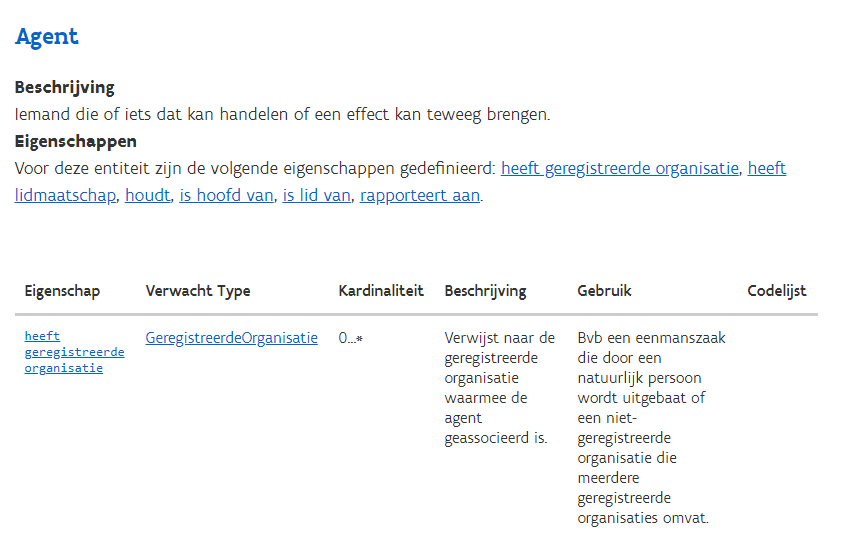 Agent
Beschrijving
Iemand die of iets dat kan handelen of een effect kan teweeg brengen.
Eigenschappen
Voor deze entiteit zijn de volgende eigenschappen gedefinieerd: heeft geregistreerde organisatie, heeft
lidmaatschap, houdt, is hoofd van, is lid van, rapporteert aan.
Eigenschap Verwacht Type Kardinaliteit Beschrijving Gebruik Codelijst
heeft
geregistreerde
organisatie
GeregistreerdeOrganisatie
0...*
Verwijst naar de
geregistreerde
organisatie
waarmee de
agent
geassocieerd is.
Bvb een eenmanszaak
die door een
natuurlijk persoon
wordt uitgebaat of
een niet-
geregistreerde
organisatie die
meerdere
geregistreerde
organisaties omvat.